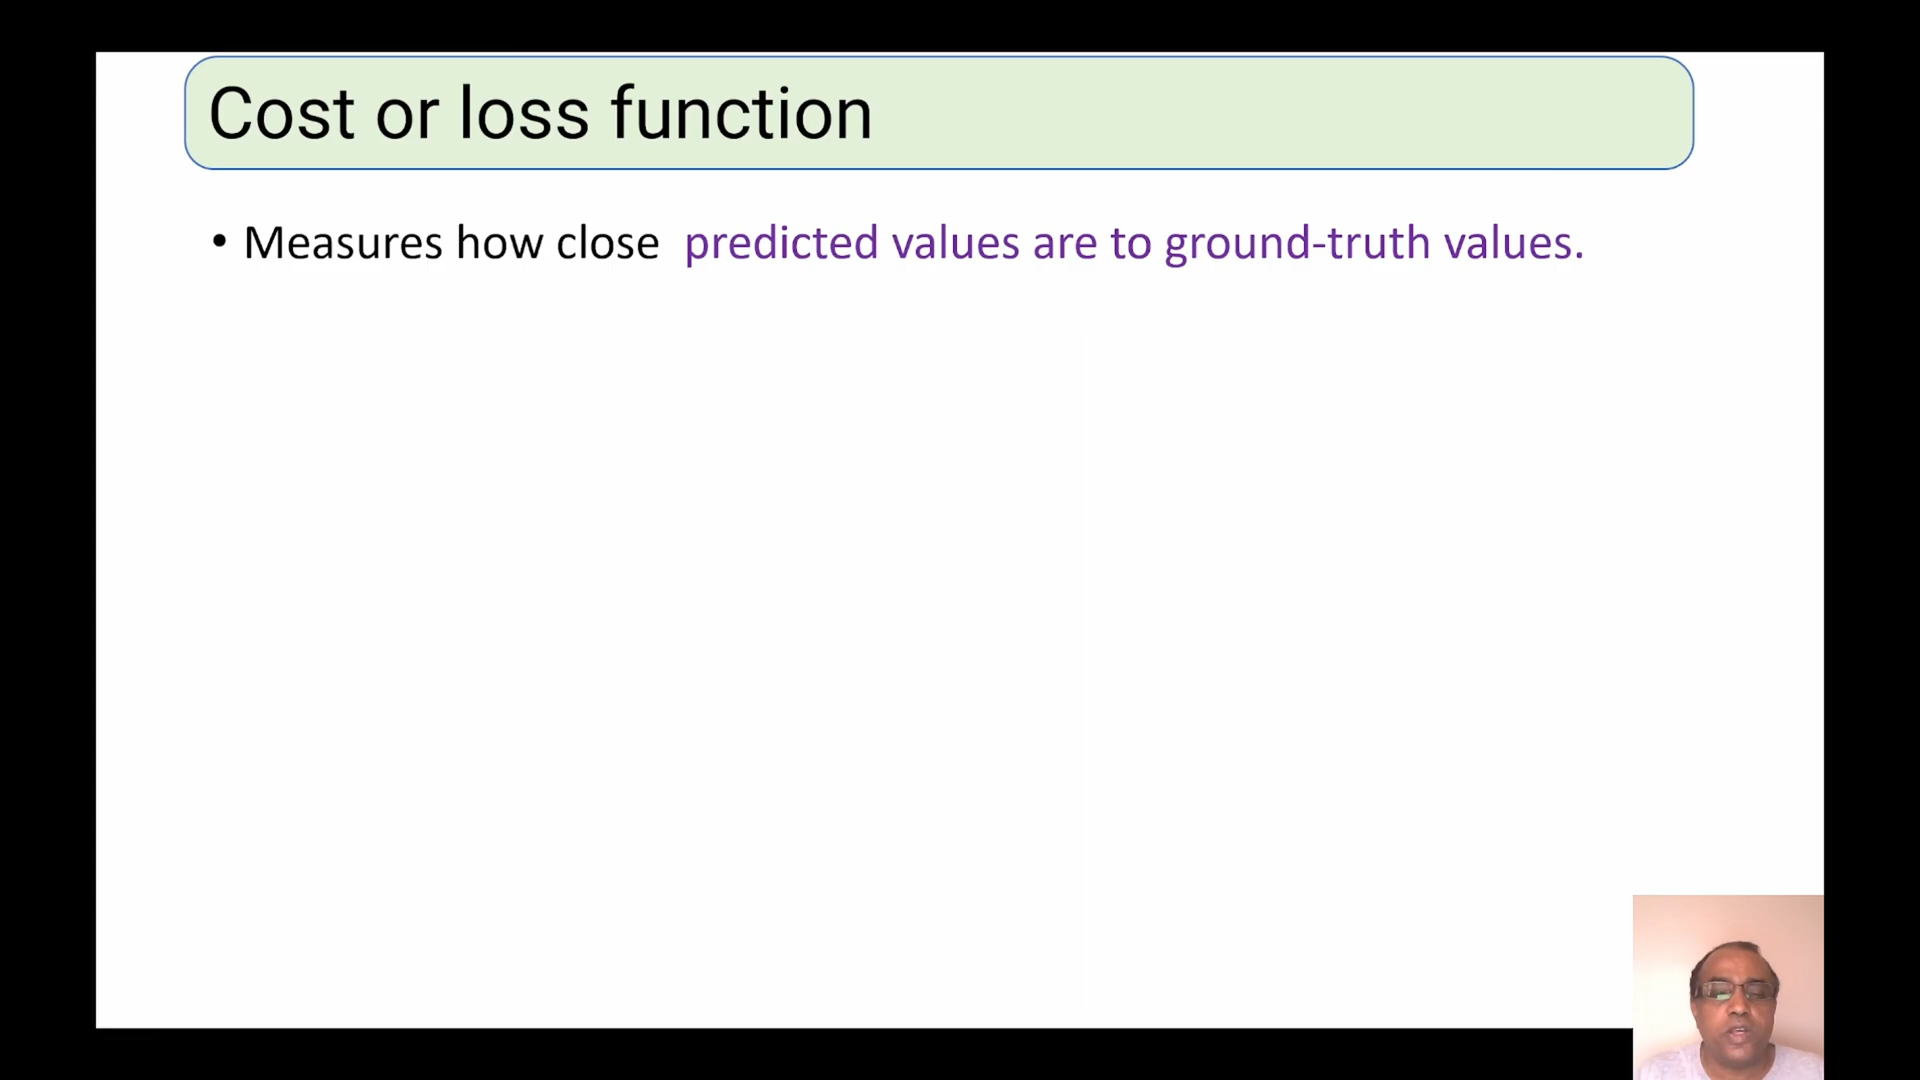 Cost or loss function
• Measures how close predicted values are to ground-truth values.